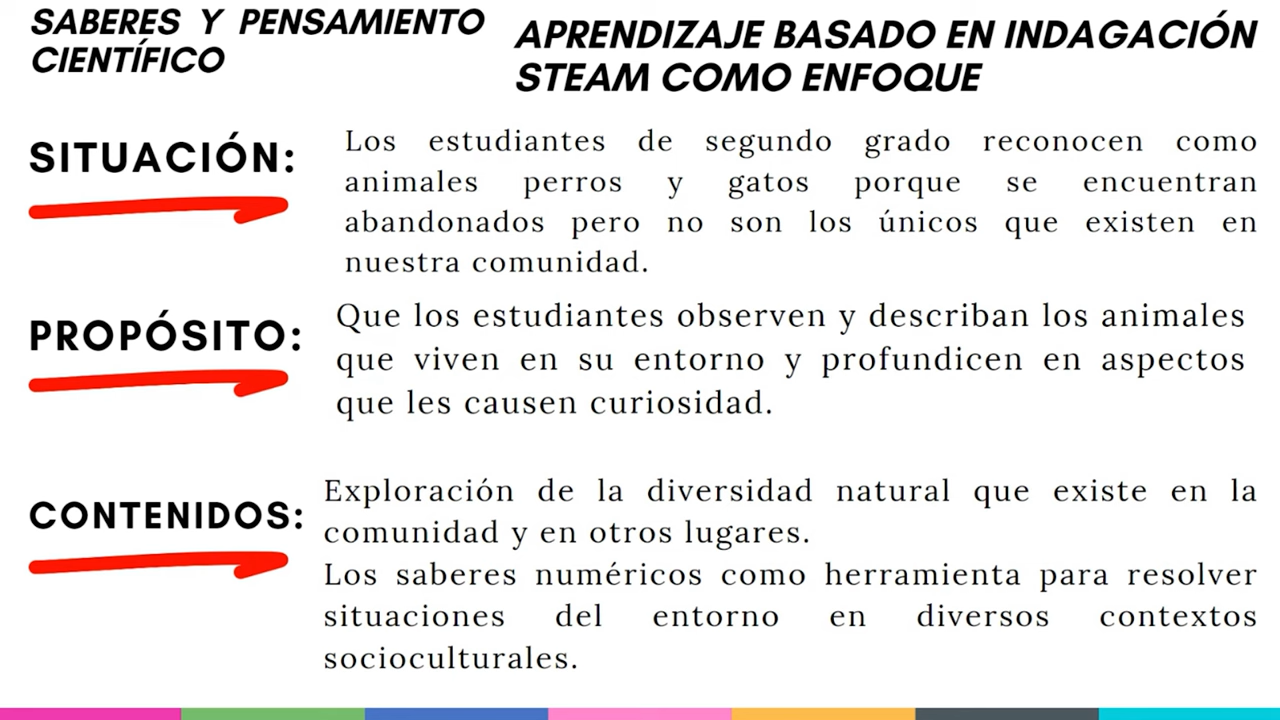 SABERES Y PENSAMIENTO
CIENTÍFICO
APRENDIZAJE BASADO EN INDAGACIÓN
STEAM COMO ENFOQUE
SITUACIÓN:
Los estudiantes de segundo grado reconocen como
animales perros y gatos porque se encuentran
abandonados pero no son los únicos que existen en
nuestra comunidad.
PROPÓSITO:
Que los estudiantes observen y describan los animales
que viven en su entorno y profundicen en aspectos
que les causen curiosidad.
CONTENIDOS:
Exploración de la diversidad natural que existe en la
comunidad y en otros lugares.
Los saberes numéricos como herramienta para resolver
situaciones del entorno en diversos contextos
socioculturales.